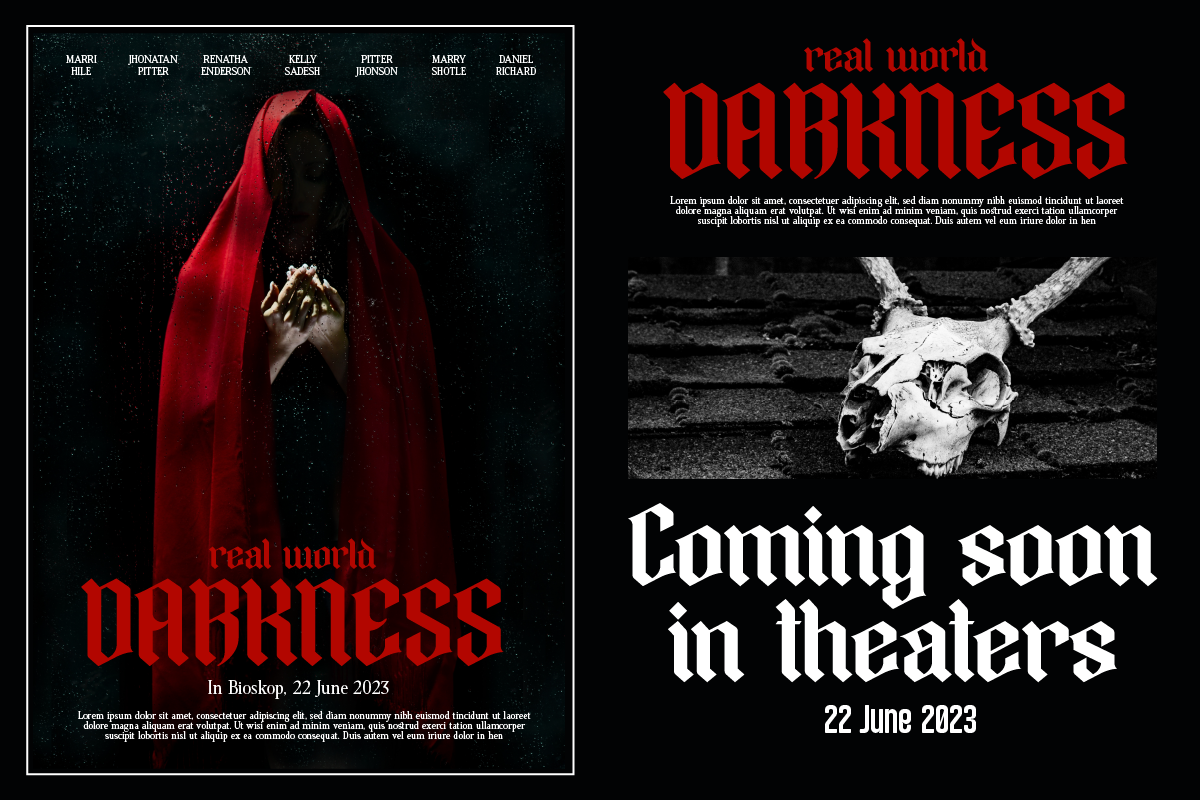 MARRI JHONATAN RENATHA KELLY PITTER MARRY DANIEL
HILE PITTER ENDERSON SADESH JHONSON SHOTLE RICHARD
real world
DARKNESS
In Bioskop, 22 June 2023
Lorem ipsum dolor sit amet, consectetuer adipiscing elit, sed diam nonummy nibh euismod tincidunt ut laoreet
dolore magna aliquam erat volutpat. Ut wisi enim ad minim veniam, quis nostrud exerci tation ullamcorper
suscipit lobortis nisl ut aliquip ex ea commodo consequat. Duis autem vel eum iriure dolor in hen
real world
DARKNESS
Lorem ipsum dolor sit amet, consectetuer adipiscing elit, sed diam nonummy nibh euismod tincidunt ut laoreet
dolore magna aliquam erat volutpat. Ut wisi enim ad minim veniam, quis nostrud exerci tation ullamcorper
suscipit lobortis nisl ut aliquip ex ea commodo consequat. Duis autem vel eum iriure dolor in hen
Coming soon
in theaters
22 June 2023